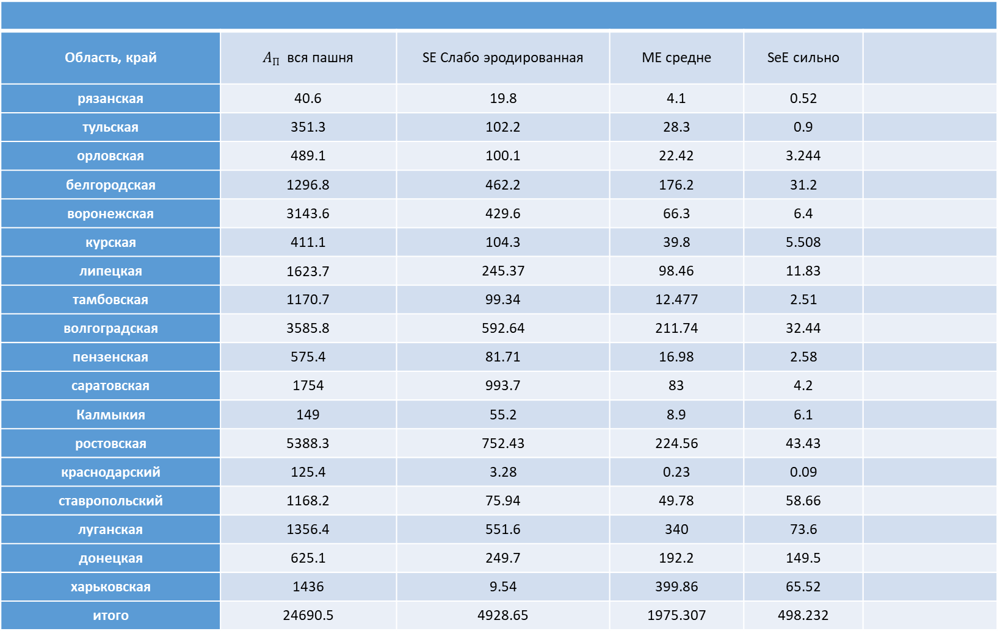 Область, край A_П вся пашня SE Слабо эродированная ME средне SeE сильно
рязанская 40.6 19.8 4.1 0.52
тульская 351.3 102.2 28.3 0.9
орловская 489.1 100.1 22.42 3.244
белгородская 1296.8 462.2 176.2 31.2
воронежская 3143.6 429.6 66.3 6.4
курская 411.1 104.3 39.8 5.508
липецкая 1623.7 245.37 98.46 11.83
тамбовская 1170.7 99.34 12.477 2.51
волгоградская 3585.8 592.64 211.74 32.44
пензенская 575.4 81.71 16.98 2.58
саратовская 1754 993.7 83 4.2
Калмыкия 149 55.2 8.9 6.1
ростовская 5388.3 752.43 224.56 43.43
краснодарский 125.4 3.28 0.23 0.09
ставропольский 1168.2 75.94 49.78 58.66
луганская 1356.4 551.6 340 73.6
донецкая 625.1 249.7 192.2 149.5
харьковская 1436 9.54 399.86 65.52
итого 24690.5 4928.65 1975.307 498.232